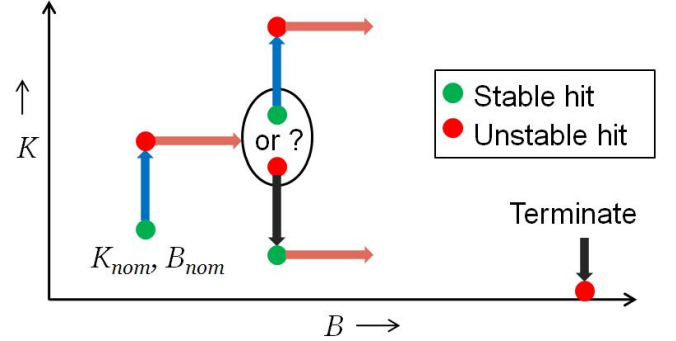 Stable hit
Unstable hit
or ?
K
Terminate
K_nom, B_nom
B